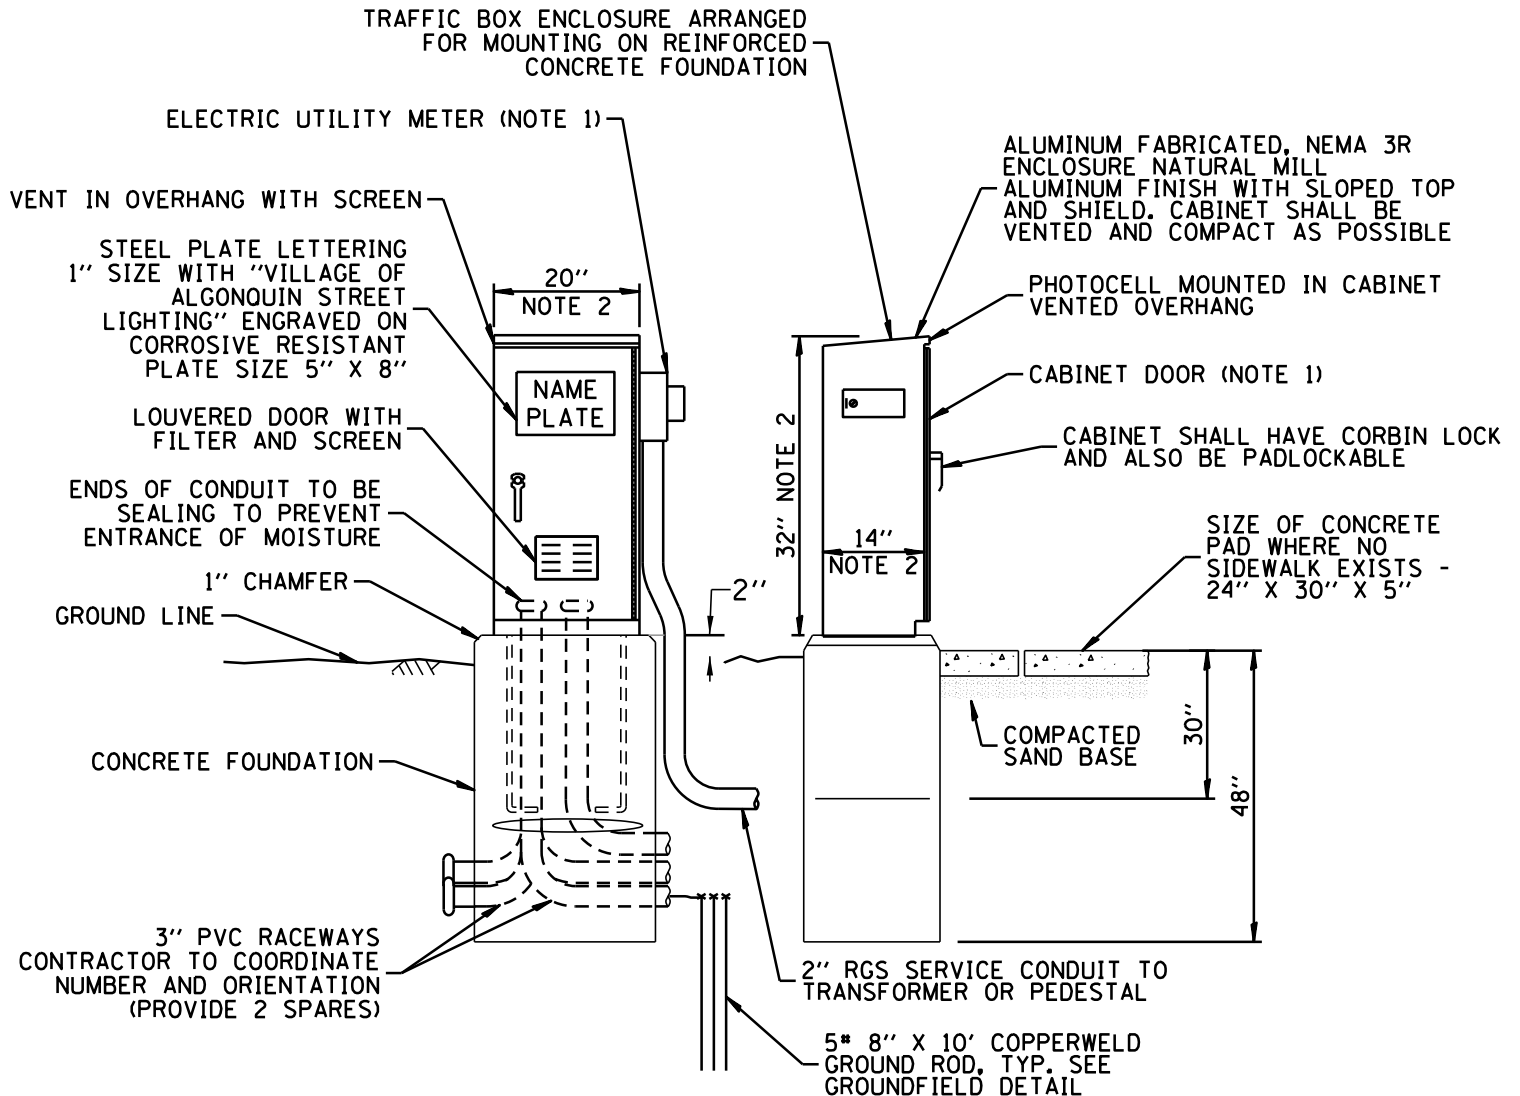 TRAFFIC BOX ENCLOSURE ARRANGED
FOR MOUNTING ON REINFORCED
CONCRETE FOUNDATION
ELECTRIC UTILITY METER (NOTE 1)
VENT IN OVERHANG WITH SCREEN
STEEL PLATE LETTERING
1" SIZE WITH "VILLAGE OF
ALGONQUIN STREET
LIGHTING" ENGRAVED ON
CORROSIVE RESISTANT
PLATE SIZE 5" X 8"
LOUVERED DOOR WITH
FILTER AND SCREEN
ENDS OF CONDUIT TO BE
SEALING TO PREVENT
ENTRANCE OF MOISTURE
1" CHAMFER
GROUND LINE
CONCRETE FOUNDATION
3" PVC RACEWAYS
CONTRACTOR TO COORDINATE
NUMBER AND ORIENTATION
(PROVIDE 2 SPARES)
20"
NOTE 2
NAME
PLATE
2"
32" NOTE 2
14"
NOTE 2
ALUMINUM FABRICATED, NEMA 3R
ENCLOSURE NATURAL MILL
ALUMINUM FINISH WITH SLOPED TOP
AND SHIELD. CABINET SHALL BE
VENTED AND COMPACT AS POSSIBLE
PHOTOCELL MOUNTED IN CABINET
VENTED OVERHANG
CABINET DOOR (NOTE 1)
CABINET SHALL HAVE CORBIN LOCK
AND ALSO BE PADLOCKABLE
SIZE OF CONCRETE
PAD WHERE NO
SIDEWALK EXISTS -
24" X 30" X 5"
COMPACTED
SAND BASE
30"
48"
2" RGS SERVICE CONDUIT TO
TRANSFORMER OR PEDESTAL
5* 8" X 10' COPPERWELD
GROUND ROD, TYP. SEE
GROUNDFIELD DETAIL